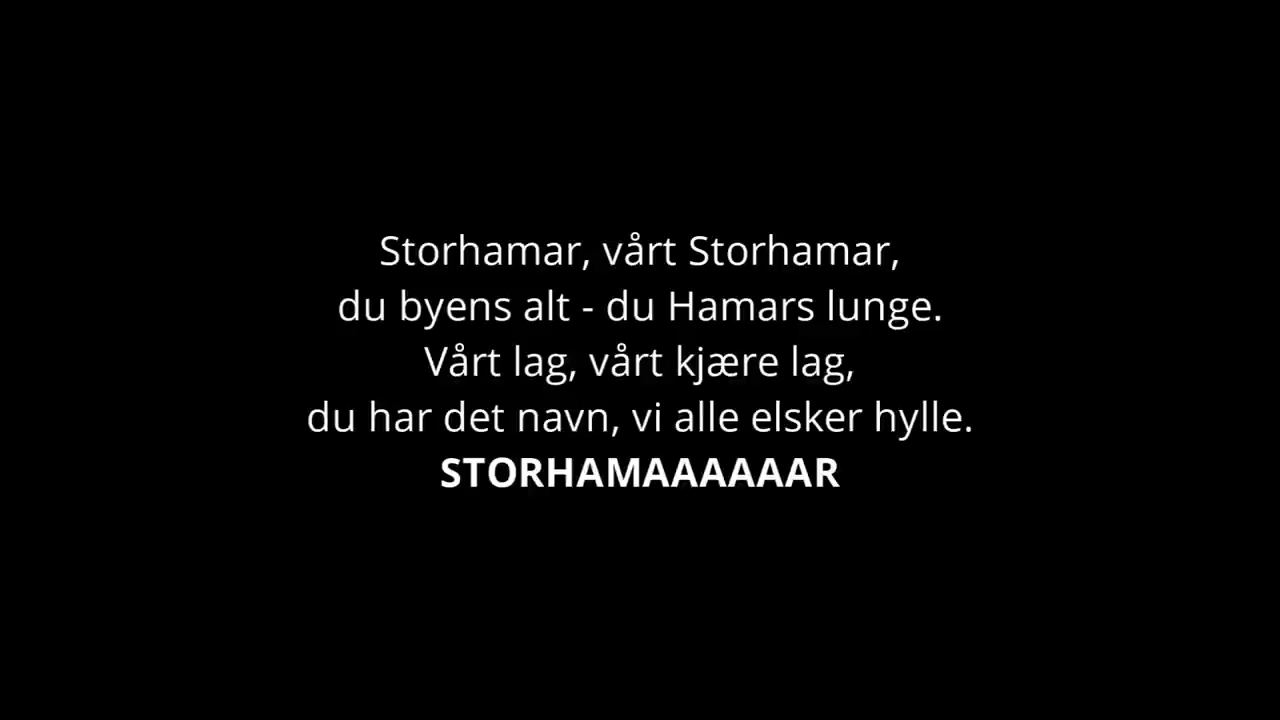 Storhamar, vårt Storhamar,
du byens alt - du Hamars lunge.
Vårt lag, vårt kjære lag,
du har det navn, vi alle elsker hylle.
STORHAMAAAAAAR